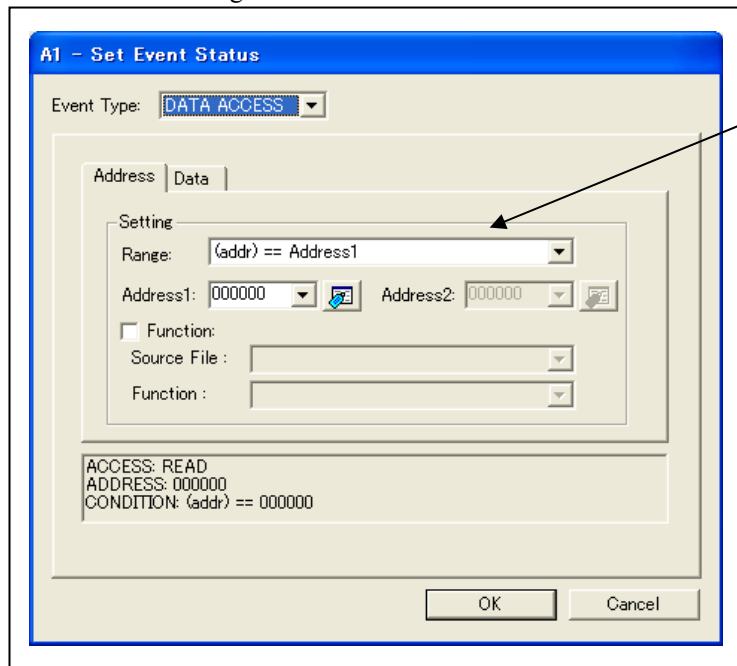 A1 - Set Event Status
Event Type: DATA ACCESS
Address Data
Setting
Range: (addr) == Address1
Address1: 000000 Address2: 000000
Function:
Source File :
Function :
ACCESS: READ
ADDRESS: 000000
CONDITION: (addr) == 000000
OK Cancel